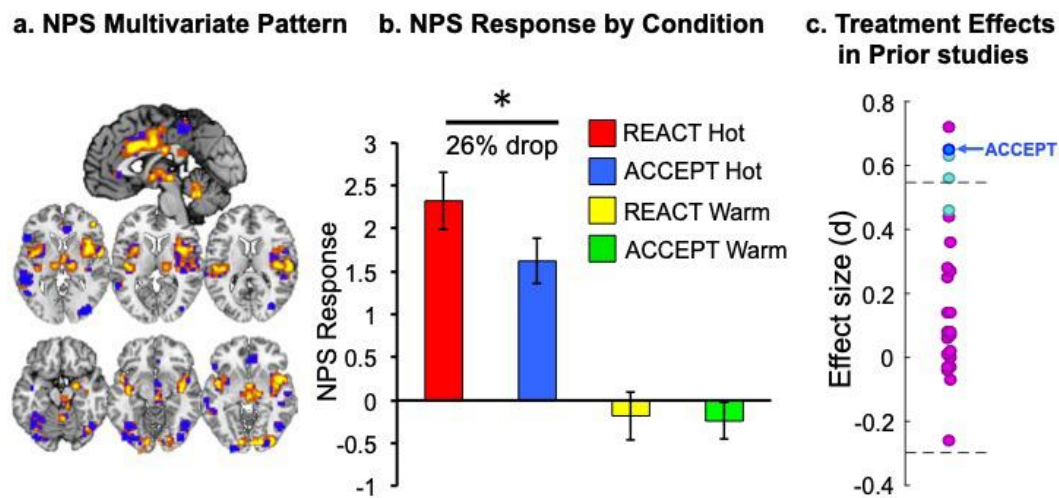 a. NPS Multivariate Pattern
b. NPS Response by Condition
c. Treatment Effects
in Prior studies
*
26% drop
REACT Hot
ACCEPT Hot
REACT Warm
ACCEPT Warm
NPS Response
3
2.5
2
1.5
1
0.5
0
-0.5
-1
Effect size (d)
0.8
0.6
0.4
0.2
0
-0.2
-0.4
ACCEPT